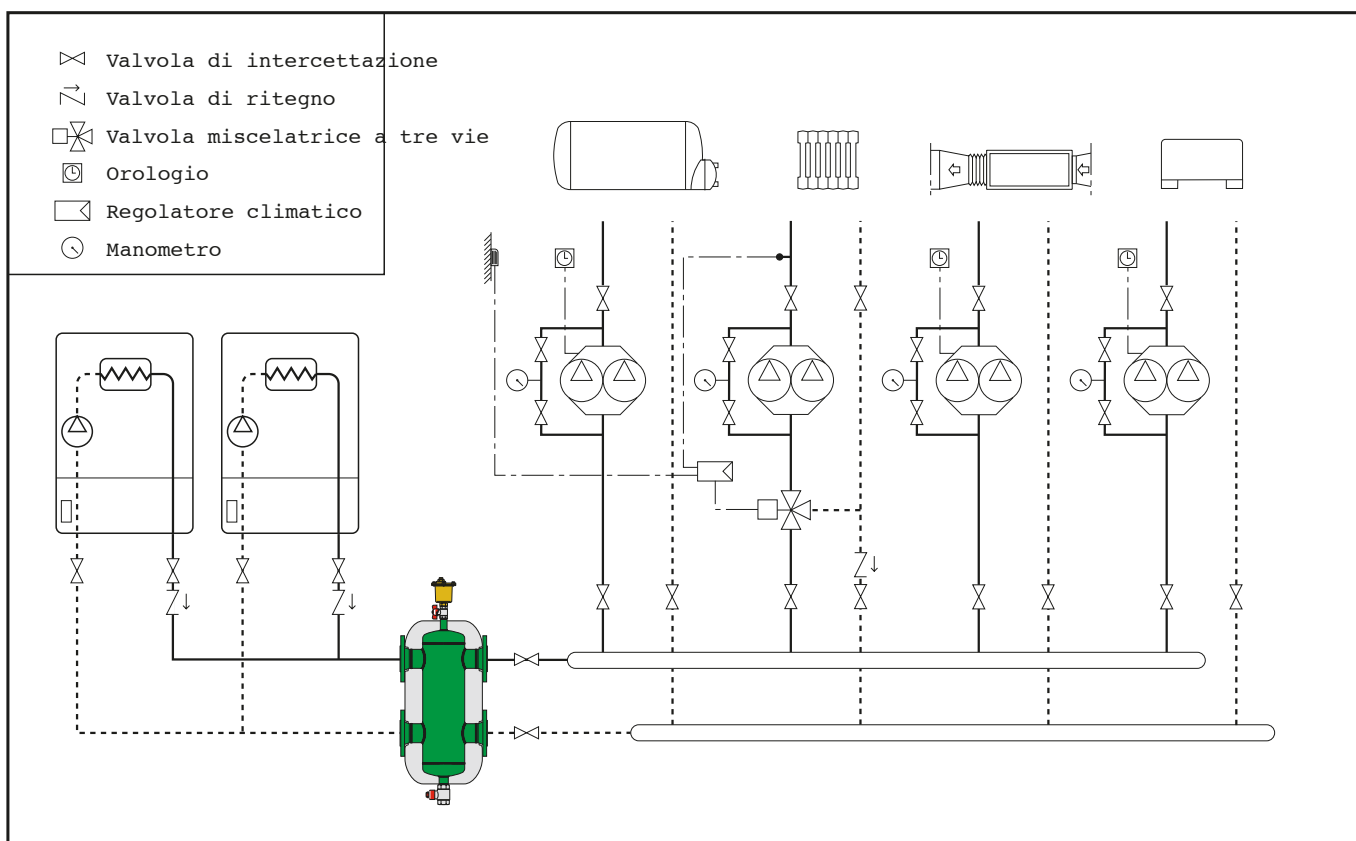 Valvola di intercettazione
Valvola di ritegno
Valvola miscelatrice a tre vie
Orologio
Regolatore climatico
Manometro